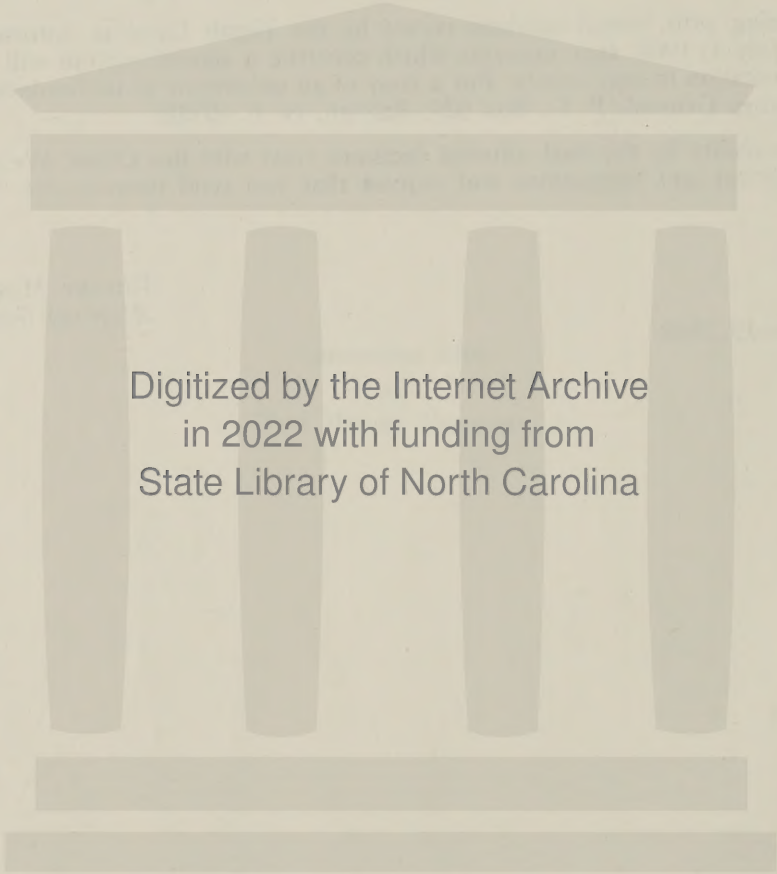 Digitized by the Internet Archive
in 2022 with funding from
State Library of North Carolina